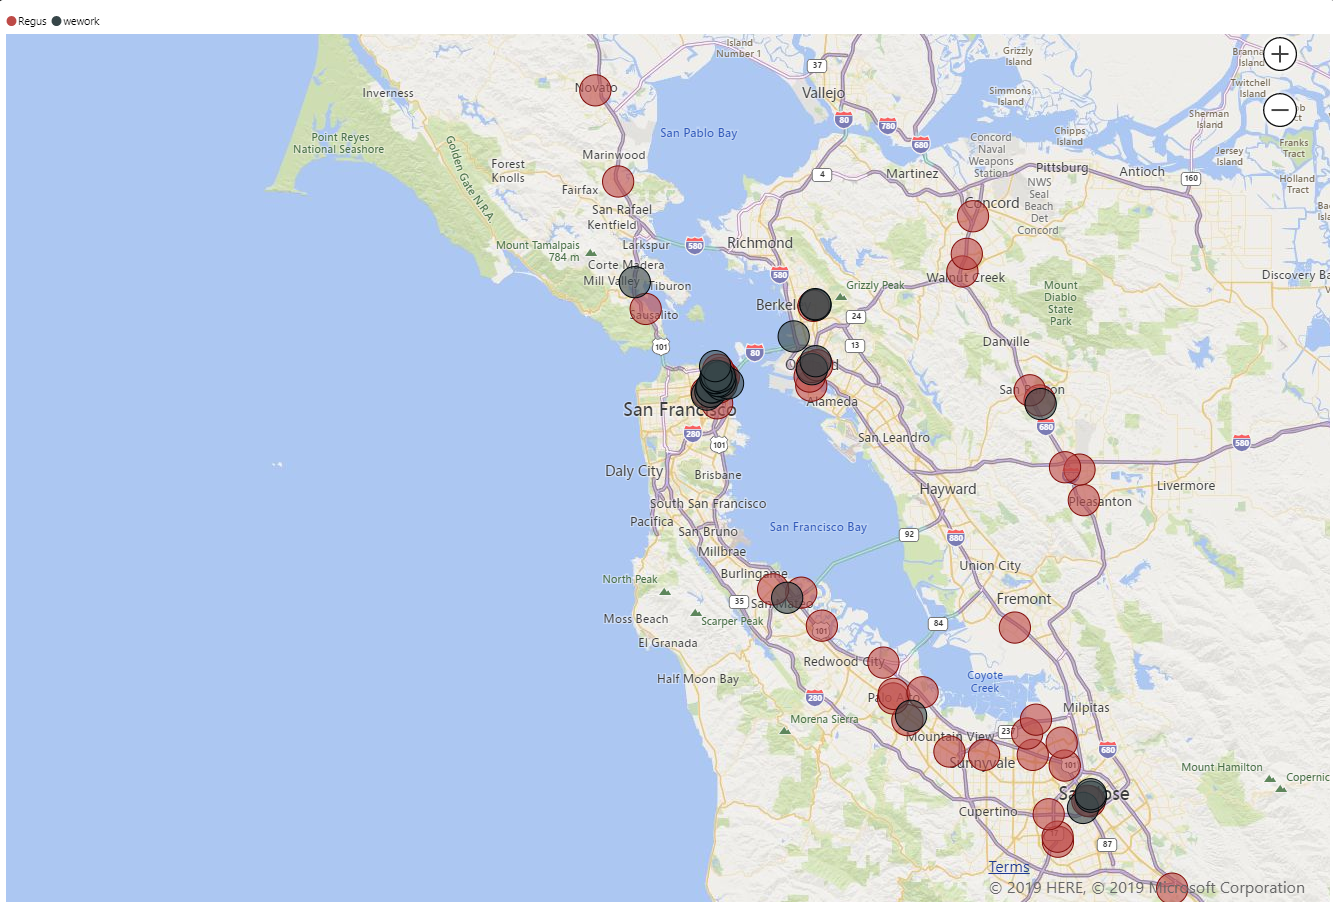 Regus wework
Island
Number 1
Grizzly
Island
37
Vallejo
Novato
Inverness
Twitchell
Island
Simmons
Island
Sherman
Island
80
780
680
San Pablo Bay
Chipps
Island
Concord
Naval
Weapons
Station
Point Reyes
National Seashore
Golden Gate N.R.A.
Forest
Knolls
Marinwood
Jersey
Island
Franks
Tract
Holland
Tract
Pittsburg
Antioch
160
4
Martinez
NWS
Seal
Beach
Det
Concord
Fairfax
San Rafael
Kentfield
Concord
Mount Tamalpais
784 m
Larkspur
580
Richmond
Corte Madera
Mill Valley
Tiburon
580
Walnut Creek
Discovery Ba
Grizzly Peak
Mount
Diablo
State
Park
Sausalito
24
101
80
13
Danville
Alameda
San Francisco
280
101
680
580
San Leandro
Daly City
Brisbane
Hayward
Livermore
Pleasanton
South San Francisco
Pacifica
San Bruno
San Francisco Bay
92
880
Millbrae
Union City
Burlingame
North Peak
35
San Mateo
Fremont
Moss Beach
Scarper Peak
101
84
El Granada
Redwood City
Half Moon Bay
Coyote
Creek
280
Palo Alto
Milpitas
Morena Sierra
Mountain View
680
Sunnyvale
101
Mount Hamilton
Copernic
Cupertino
87
Terms
© 2019 HERE, © 2019 Microsoft Corporation